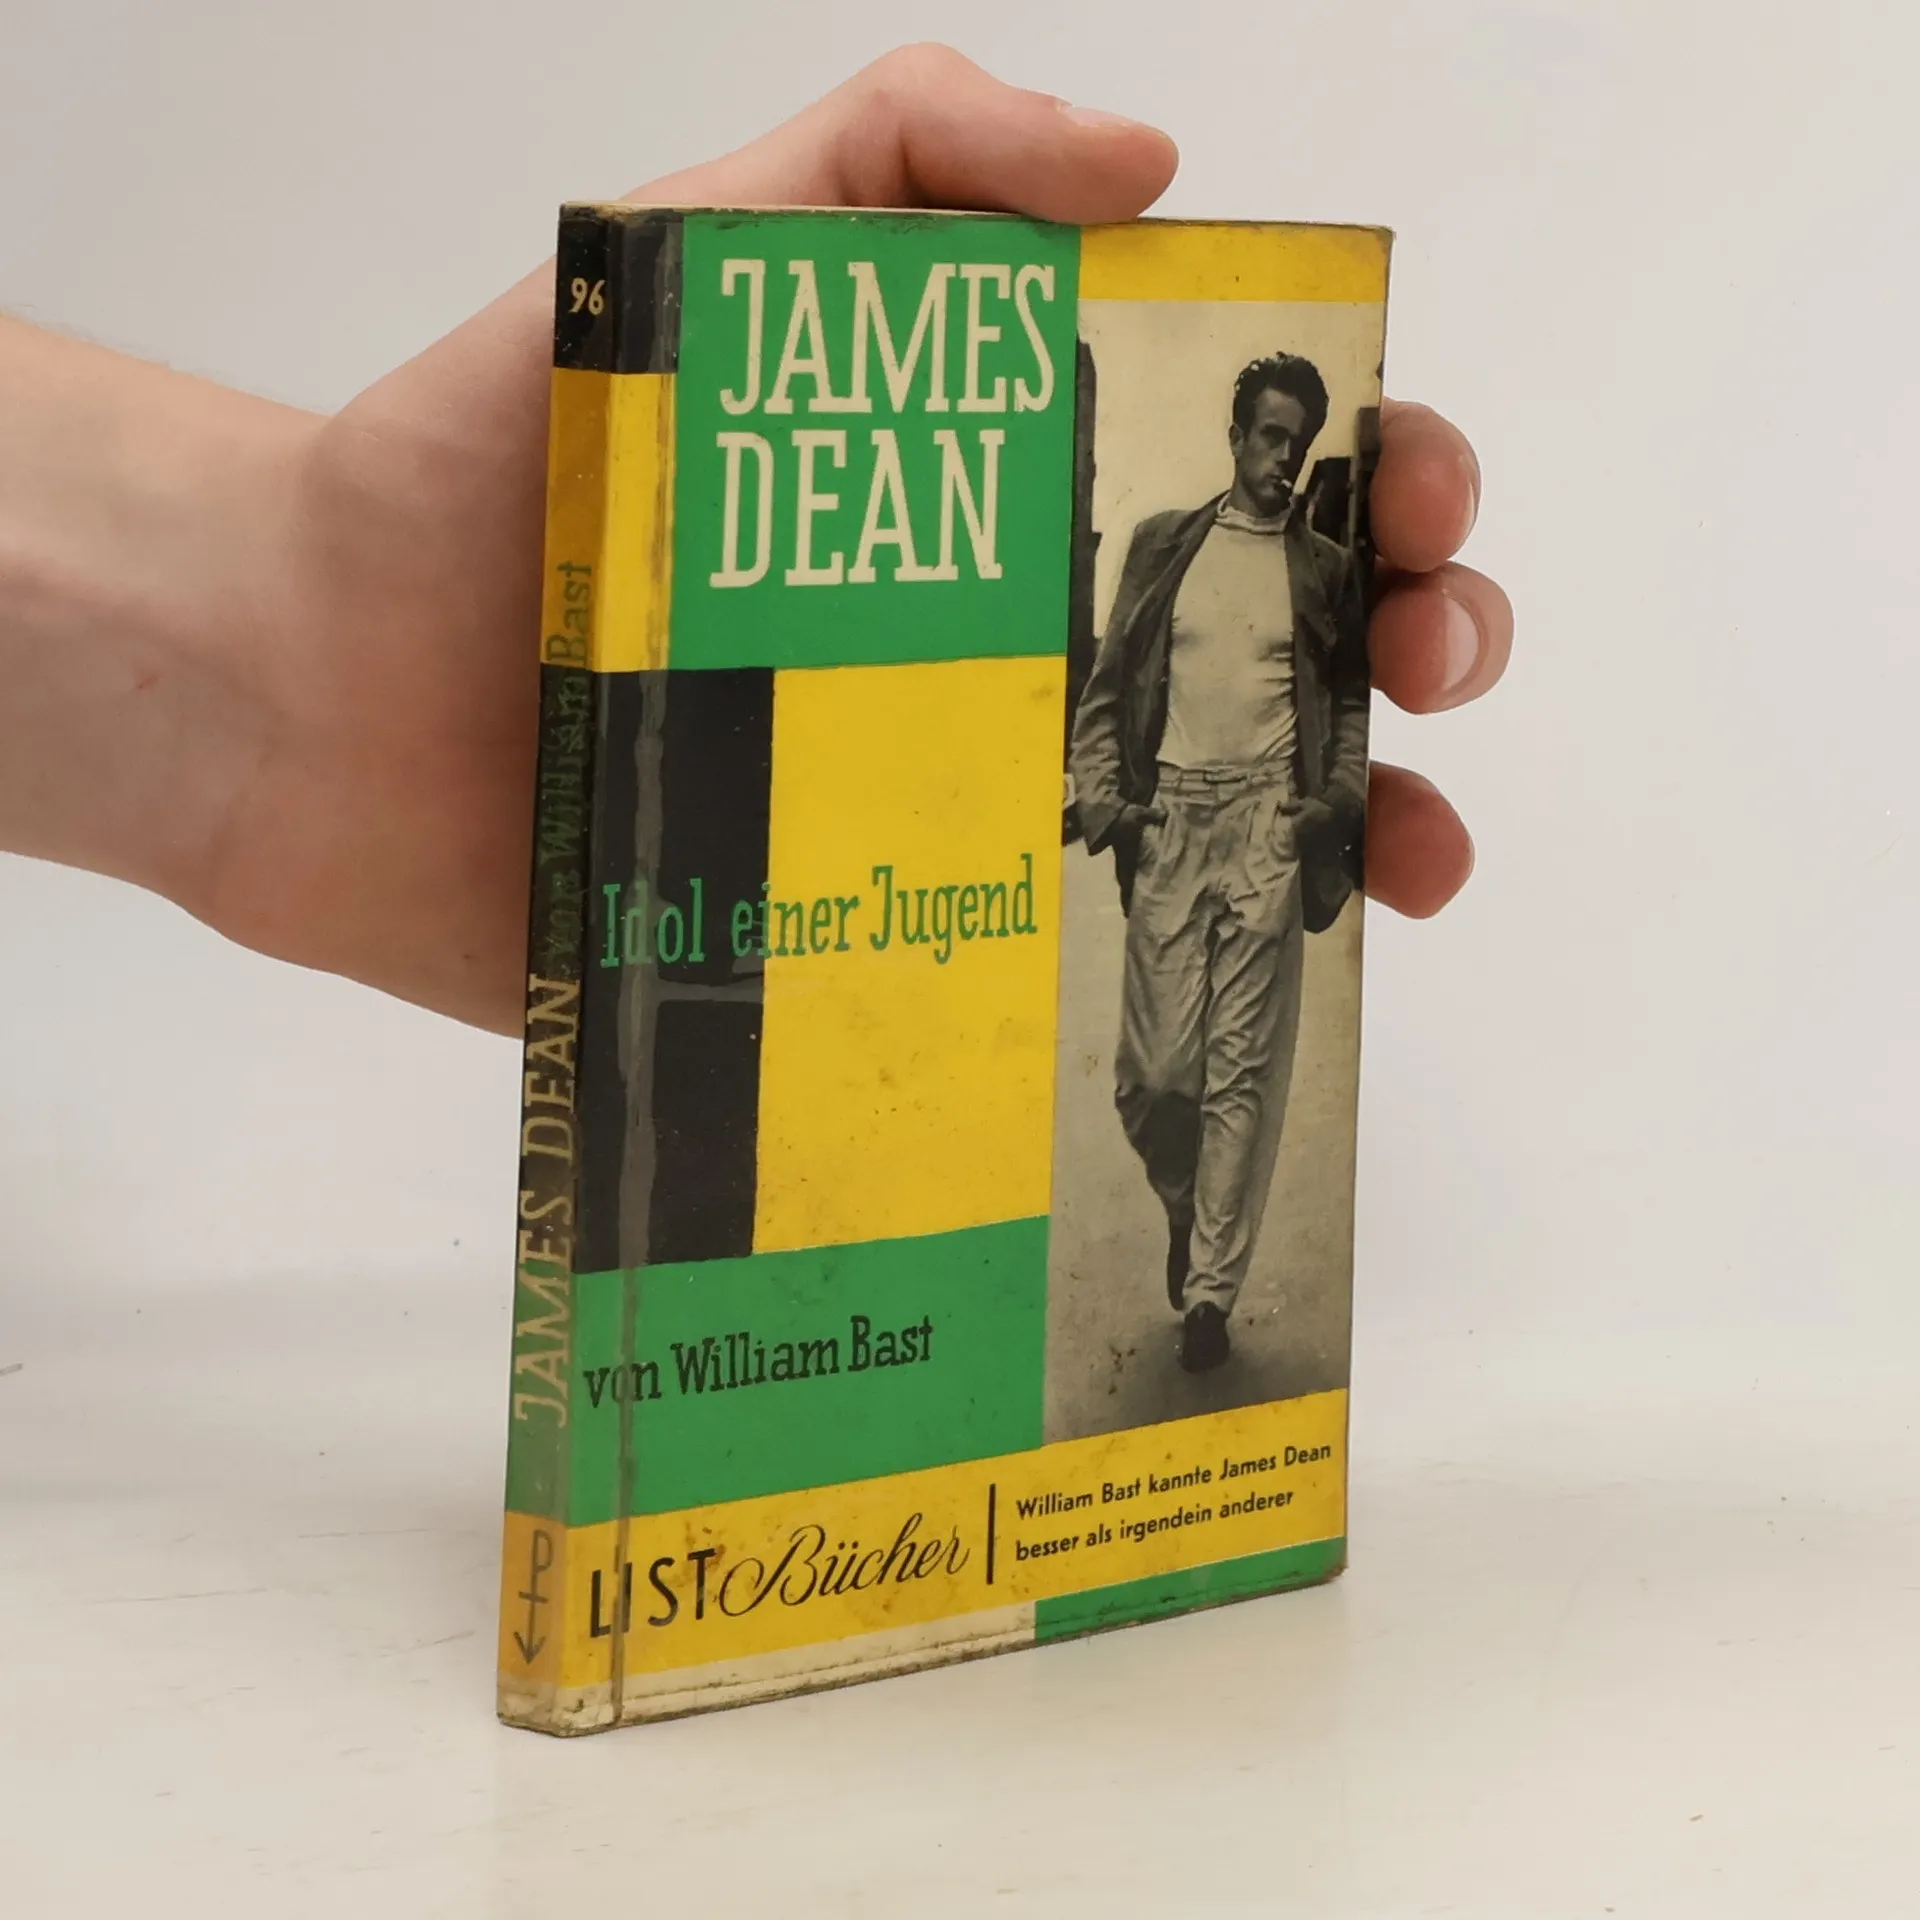 96
JAMES DEAN von William Bast
P
JAMES
DEAN
Idol einer Jugend
von William Bast
LIST Bücher
William Bast kannte James Dean
besser als irgendein anderer